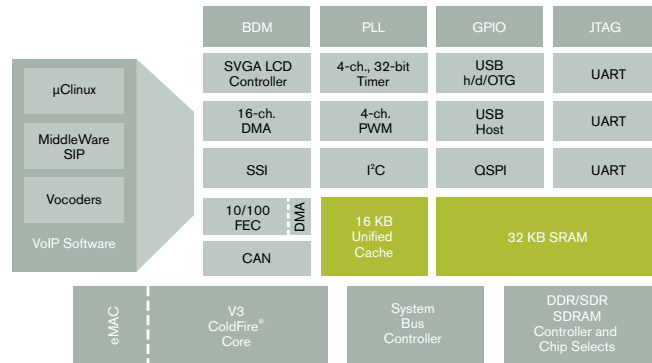 BDM
PLL
GPIO
JTAG
SVGA LCD
Controller
4-ch., 32-bit
Timer
USB
h/d/OTG
UART
µClinux
16-ch.
DMA
4-ch.
PWM
USB
Host
UART
MiddleWare
SIP
SSI
I²C
QSPI
UART
Vocoders
VoIP Software
10/100
FEC
DMA
16 KB
Unified
Cache
32 KB SRAM
CAN
eMAC
V3
ColdFire®
Core
System
Bus
Controller
DDR/SDR
SDRAM
Controller and
Chip Selects